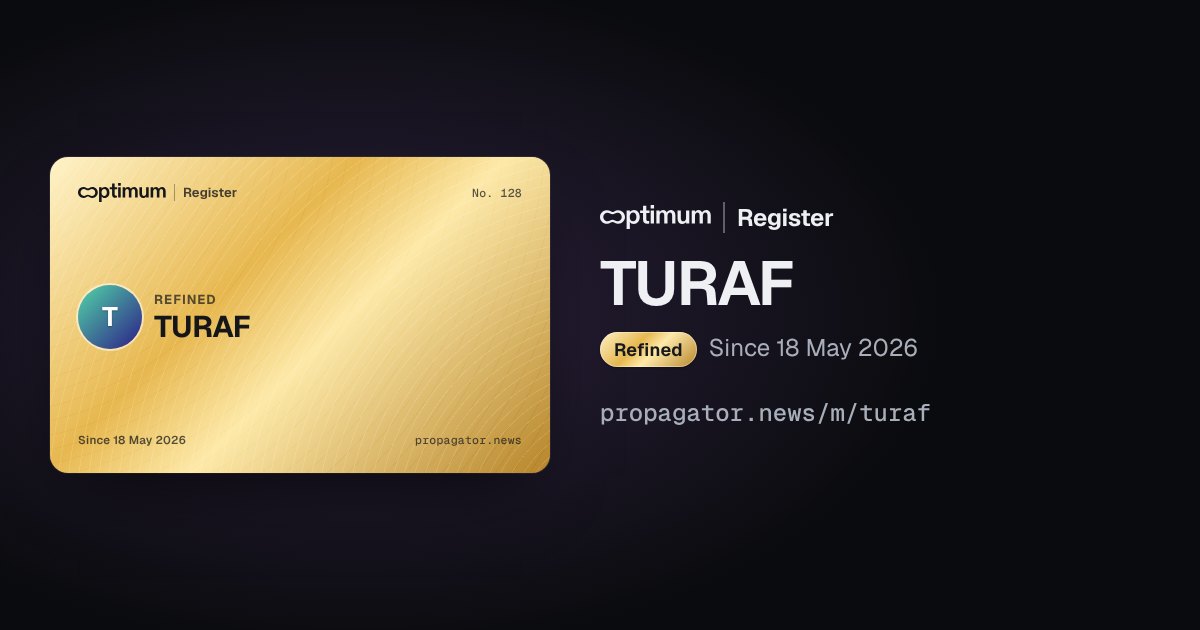 optimum | Register
No. 128
T
REFINED
TURAF
Since 18 May 2026
propagator.news
optimum | Register
TURAF
Refined
Since 18 May 2026
propagator.news/m/turaf